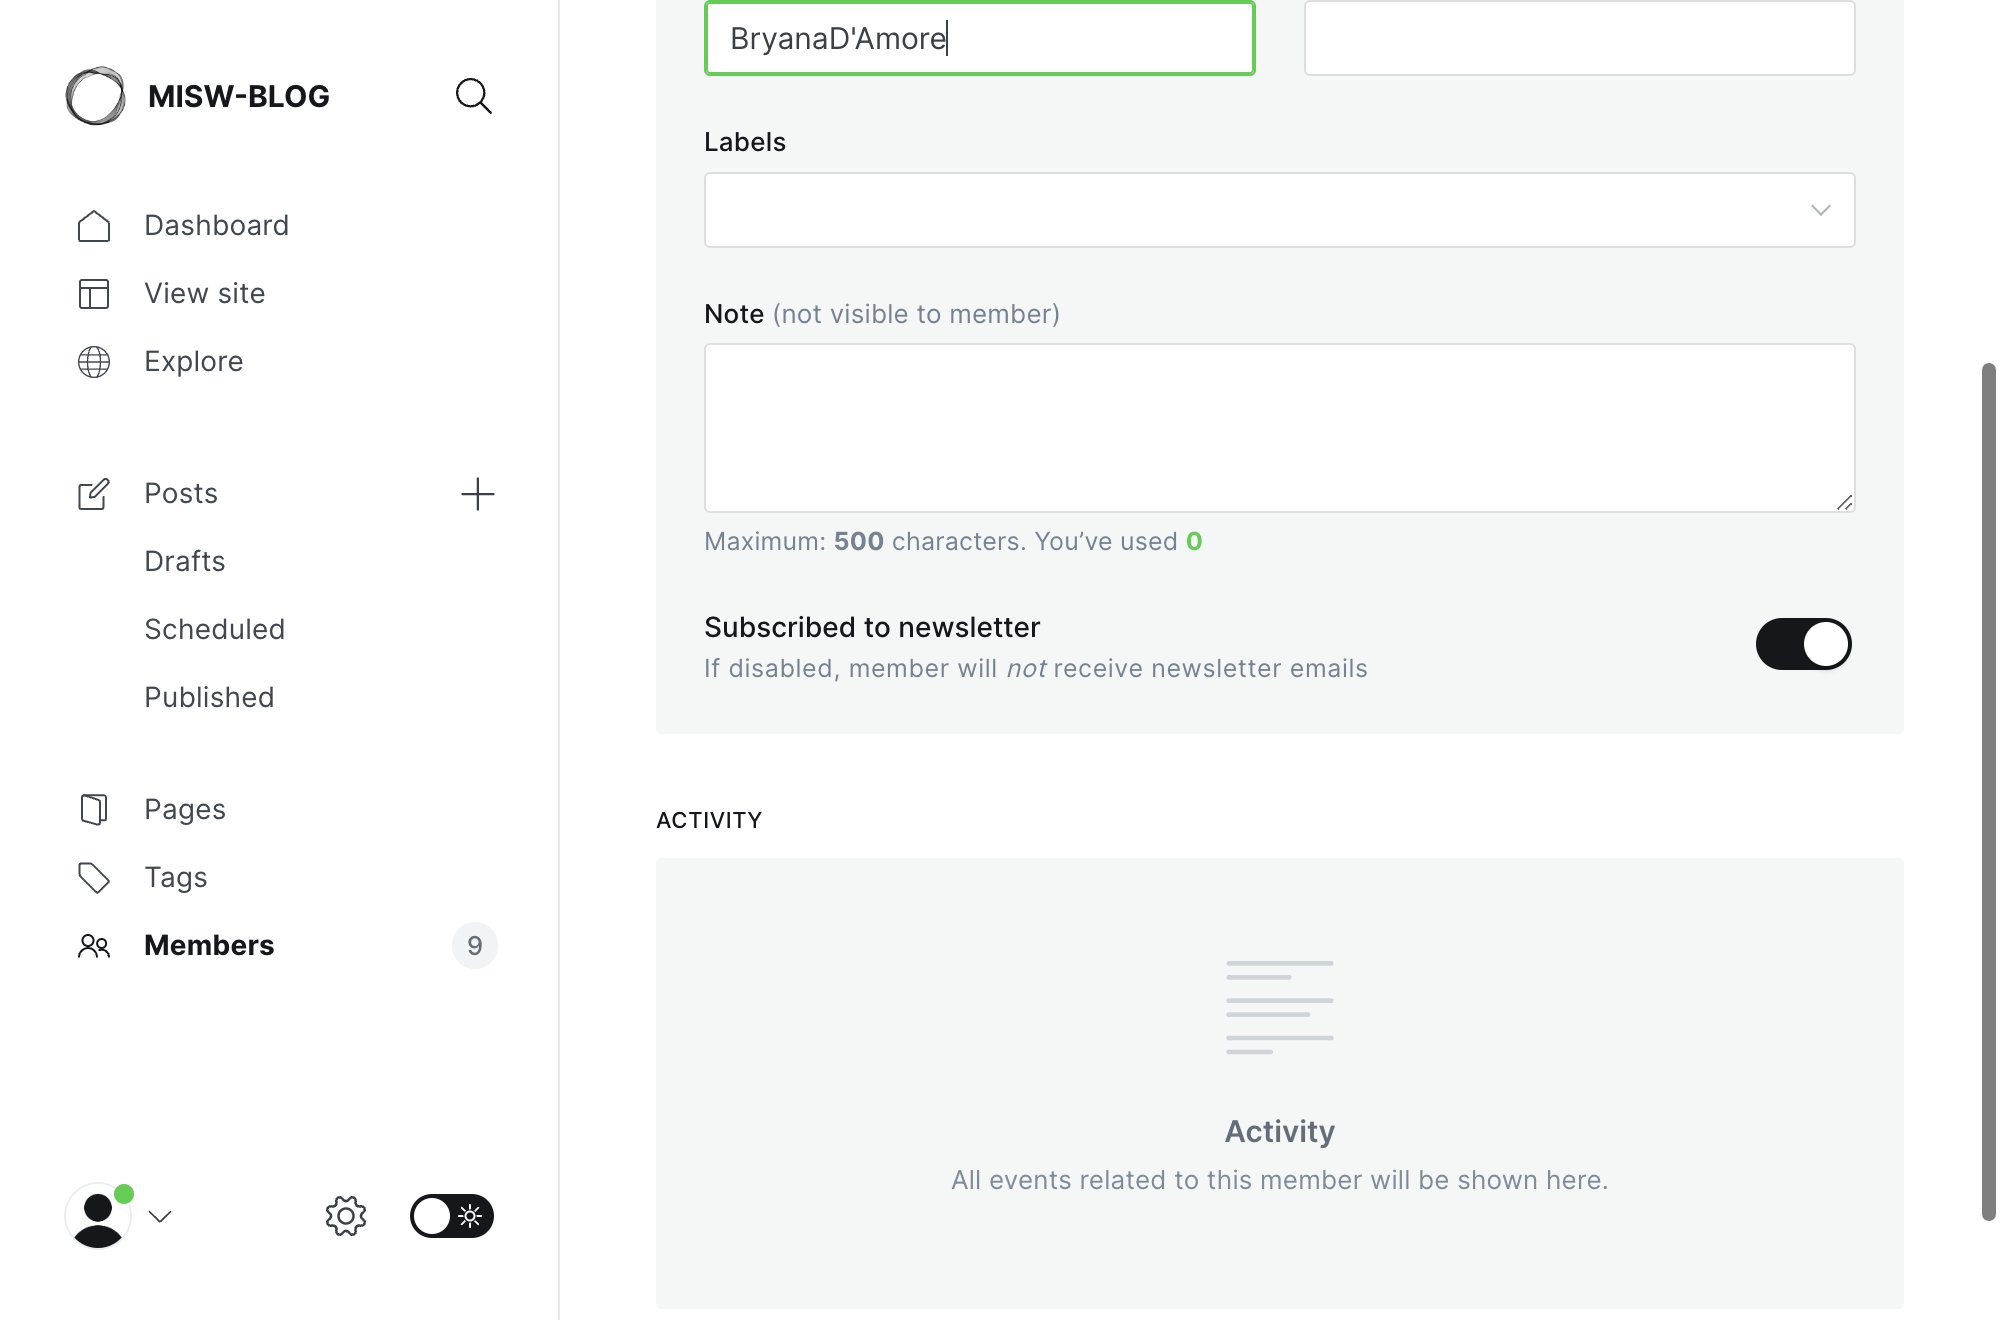 MISW-BLOG
Dashboard
View site
Explore
Posts
Drafts
Scheduled
Published
Pages
Tags
Members
9
BryanaD'Amore
Labels
Note (not visible to member)
Maximum: 500 characters. You’ve used 0
Subscribed to newsletter
If disabled, member will not receive newsletter emails
ACTIVITY
Activity
All events related to this member will be shown here.